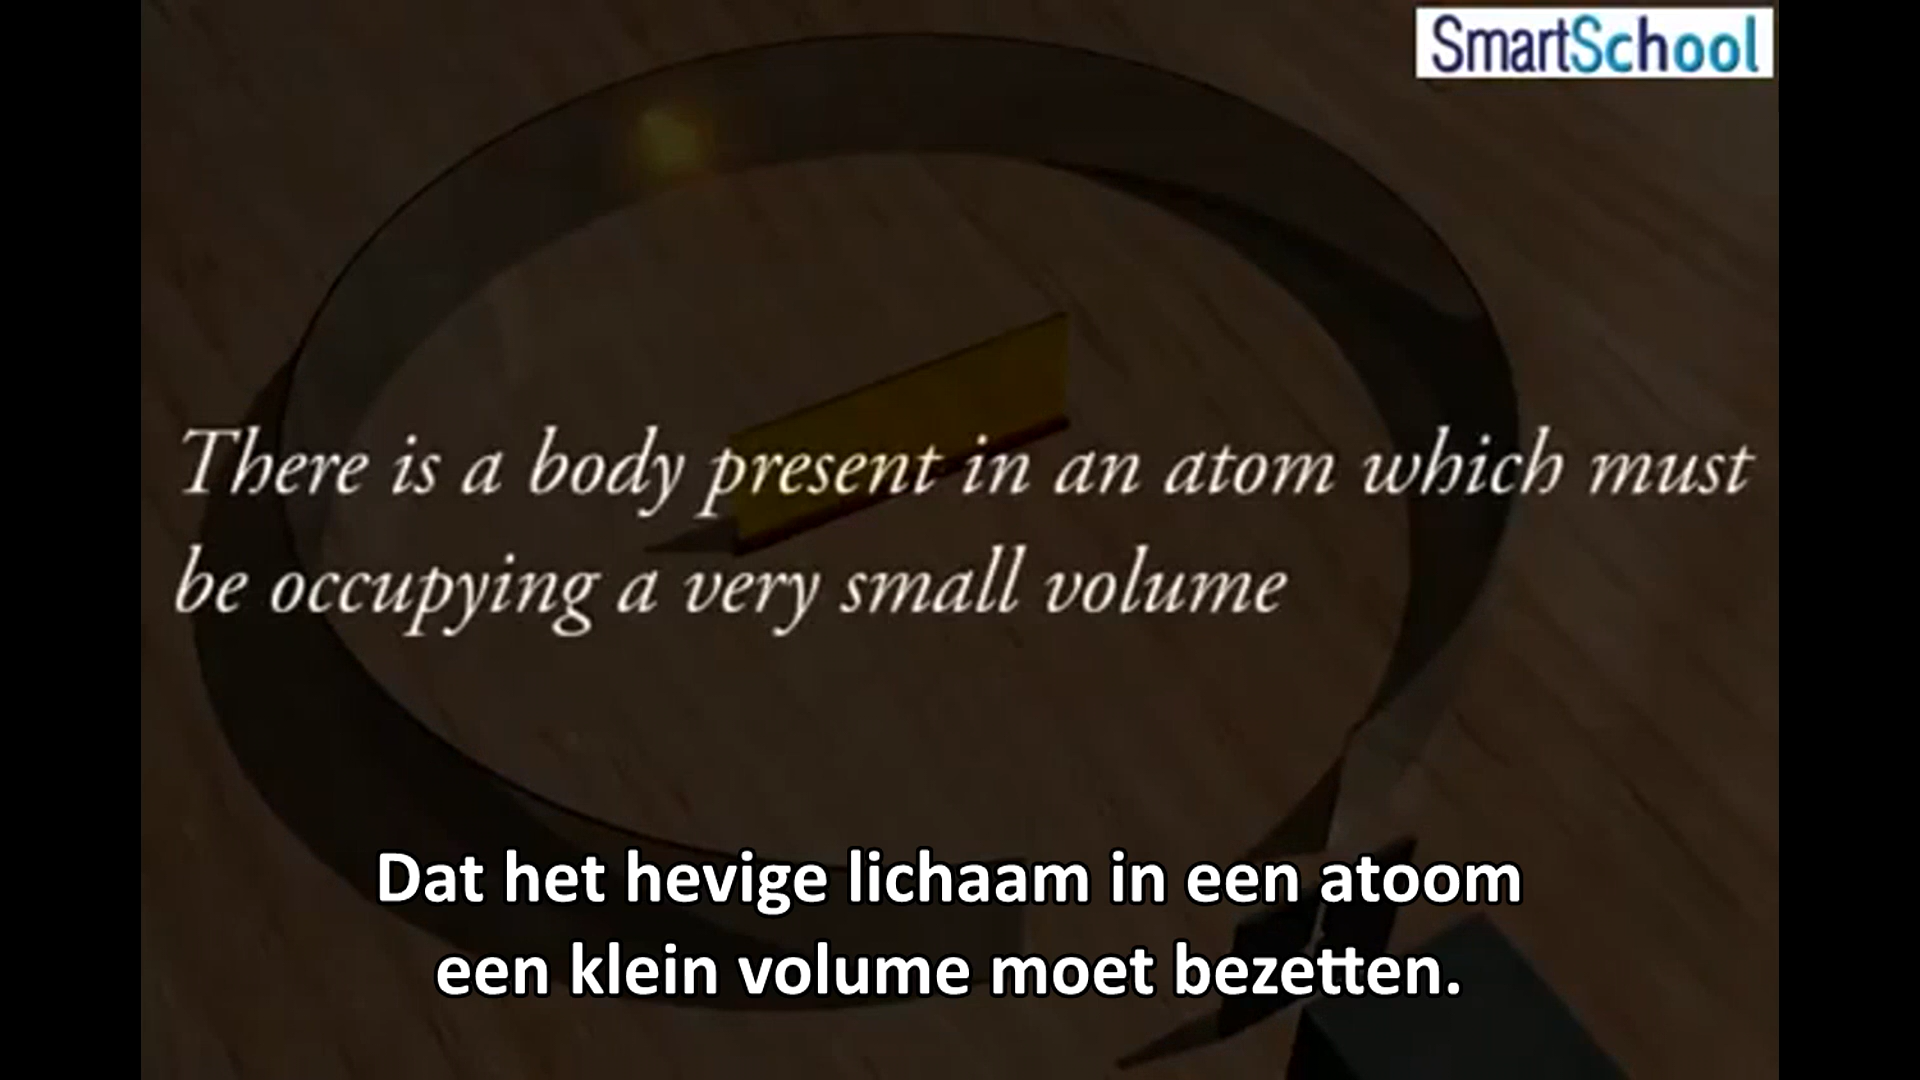 SmartSchool
There is a body present in an atom which must
be occupying a very small volume
Dat het hevige lichaam in een atoom
een klein volume moet bezetten.